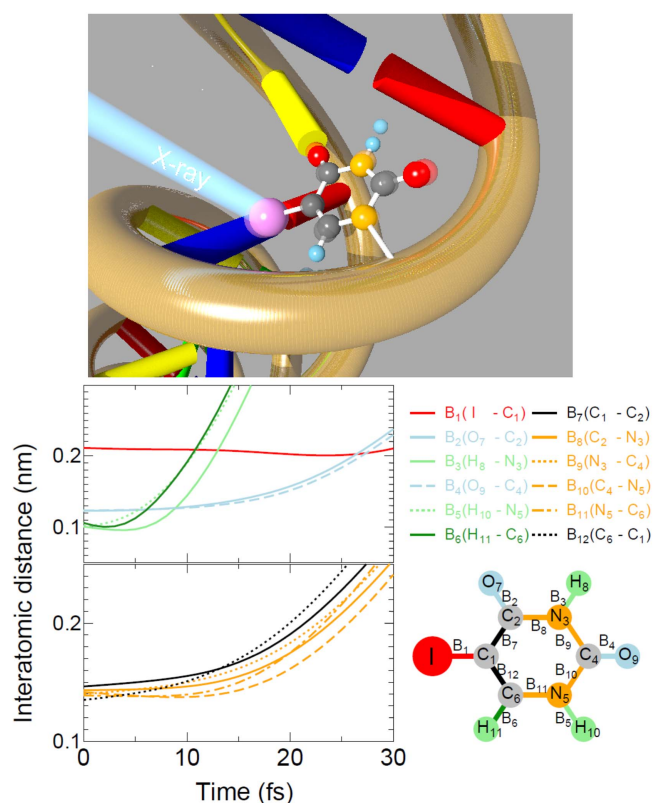 X-ray
Interatomic distance (nm)
0.2
0.1
0.2
0.1
0
10
20
30
Time (fs)
B₁(I - C₁)
B₂(O₇ - C₂)
B₃(H₈ - N₃)
B₄(O₉ - C₄)
B₅(H₁₀ - N₅)
B₆(H₁₁ - C₆)
B₇(C₁ - C₂)
B₈(C₂ - N₃)
B₉(N₃ - C₄)
B₁₀(C₄ - N₅)
B₁₁(N₅ - C₆)
B₁₂(C₆ - C₁)
O₇
H₈
B₂
B₃
C₂
N₃
B₈
B₁
B₇
B₉
B₄
I
C₁
C₄
O₉
B₁₂
B₁₀
B₁₁
C₆
N₅
B₆
B₅
H₁₁
H₁₀